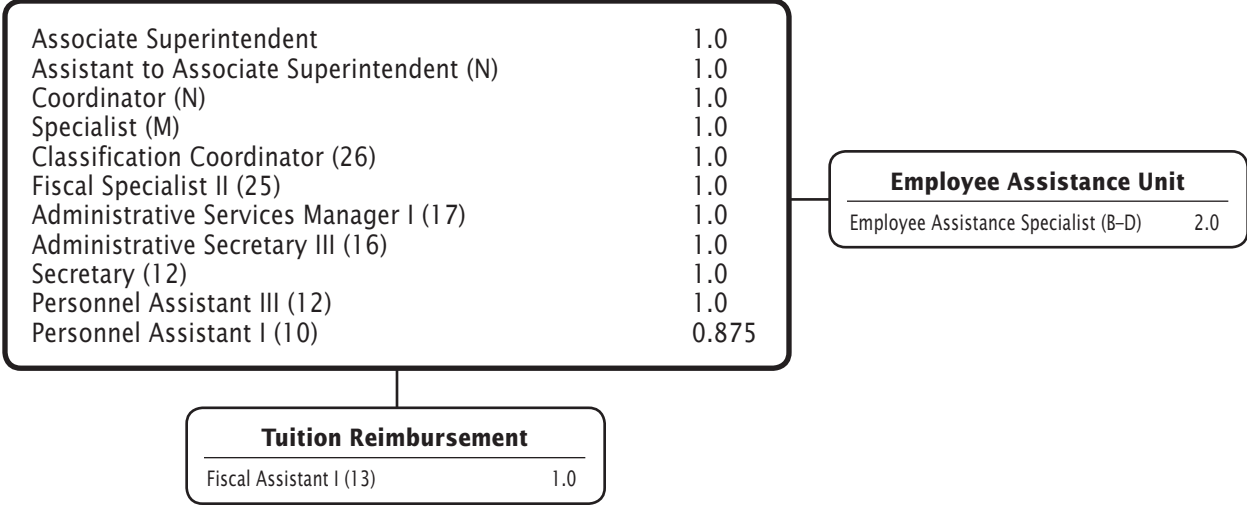 Associate Superintendent 1.0
Assistant to Associate Superintendent (N) 1.0
Coordinator (N) 1.0
Specialist (M) 1.0
Classification Coordinator (26) 1.0
Fiscal Specialist II (25) 1.0
Administrative Services Manager I (17) 1.0
Administrative Secretary III (16) 1.0
Secretary (12) 1.0
Personnel Assistant III (12) 1.0
Personnel Assistant I (10) 0.875
Employee Assistance Unit
Employee Assistance Specialist (B–D) 2.0
Tuition Reimbursement
Fiscal Assistant I (13) 1.0